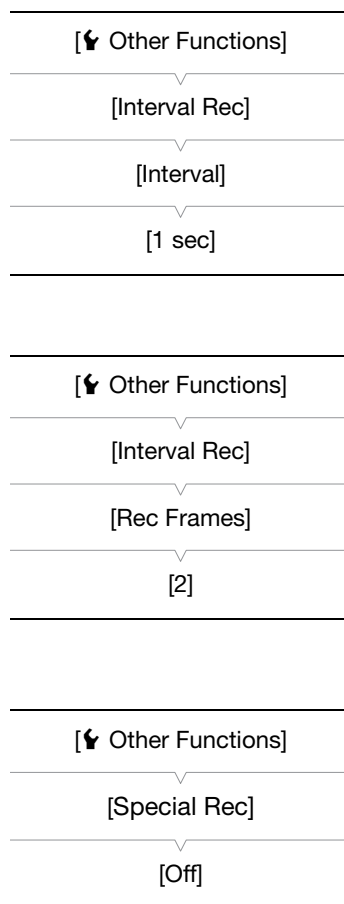 [ Other Functions]
[Interval Rec]
[Interval]
[1 sec]
[ Other Functions]
[Interval Rec]
[Rec Frames]
[2]
[ Other Functions]
[Special Rec]
[Off]